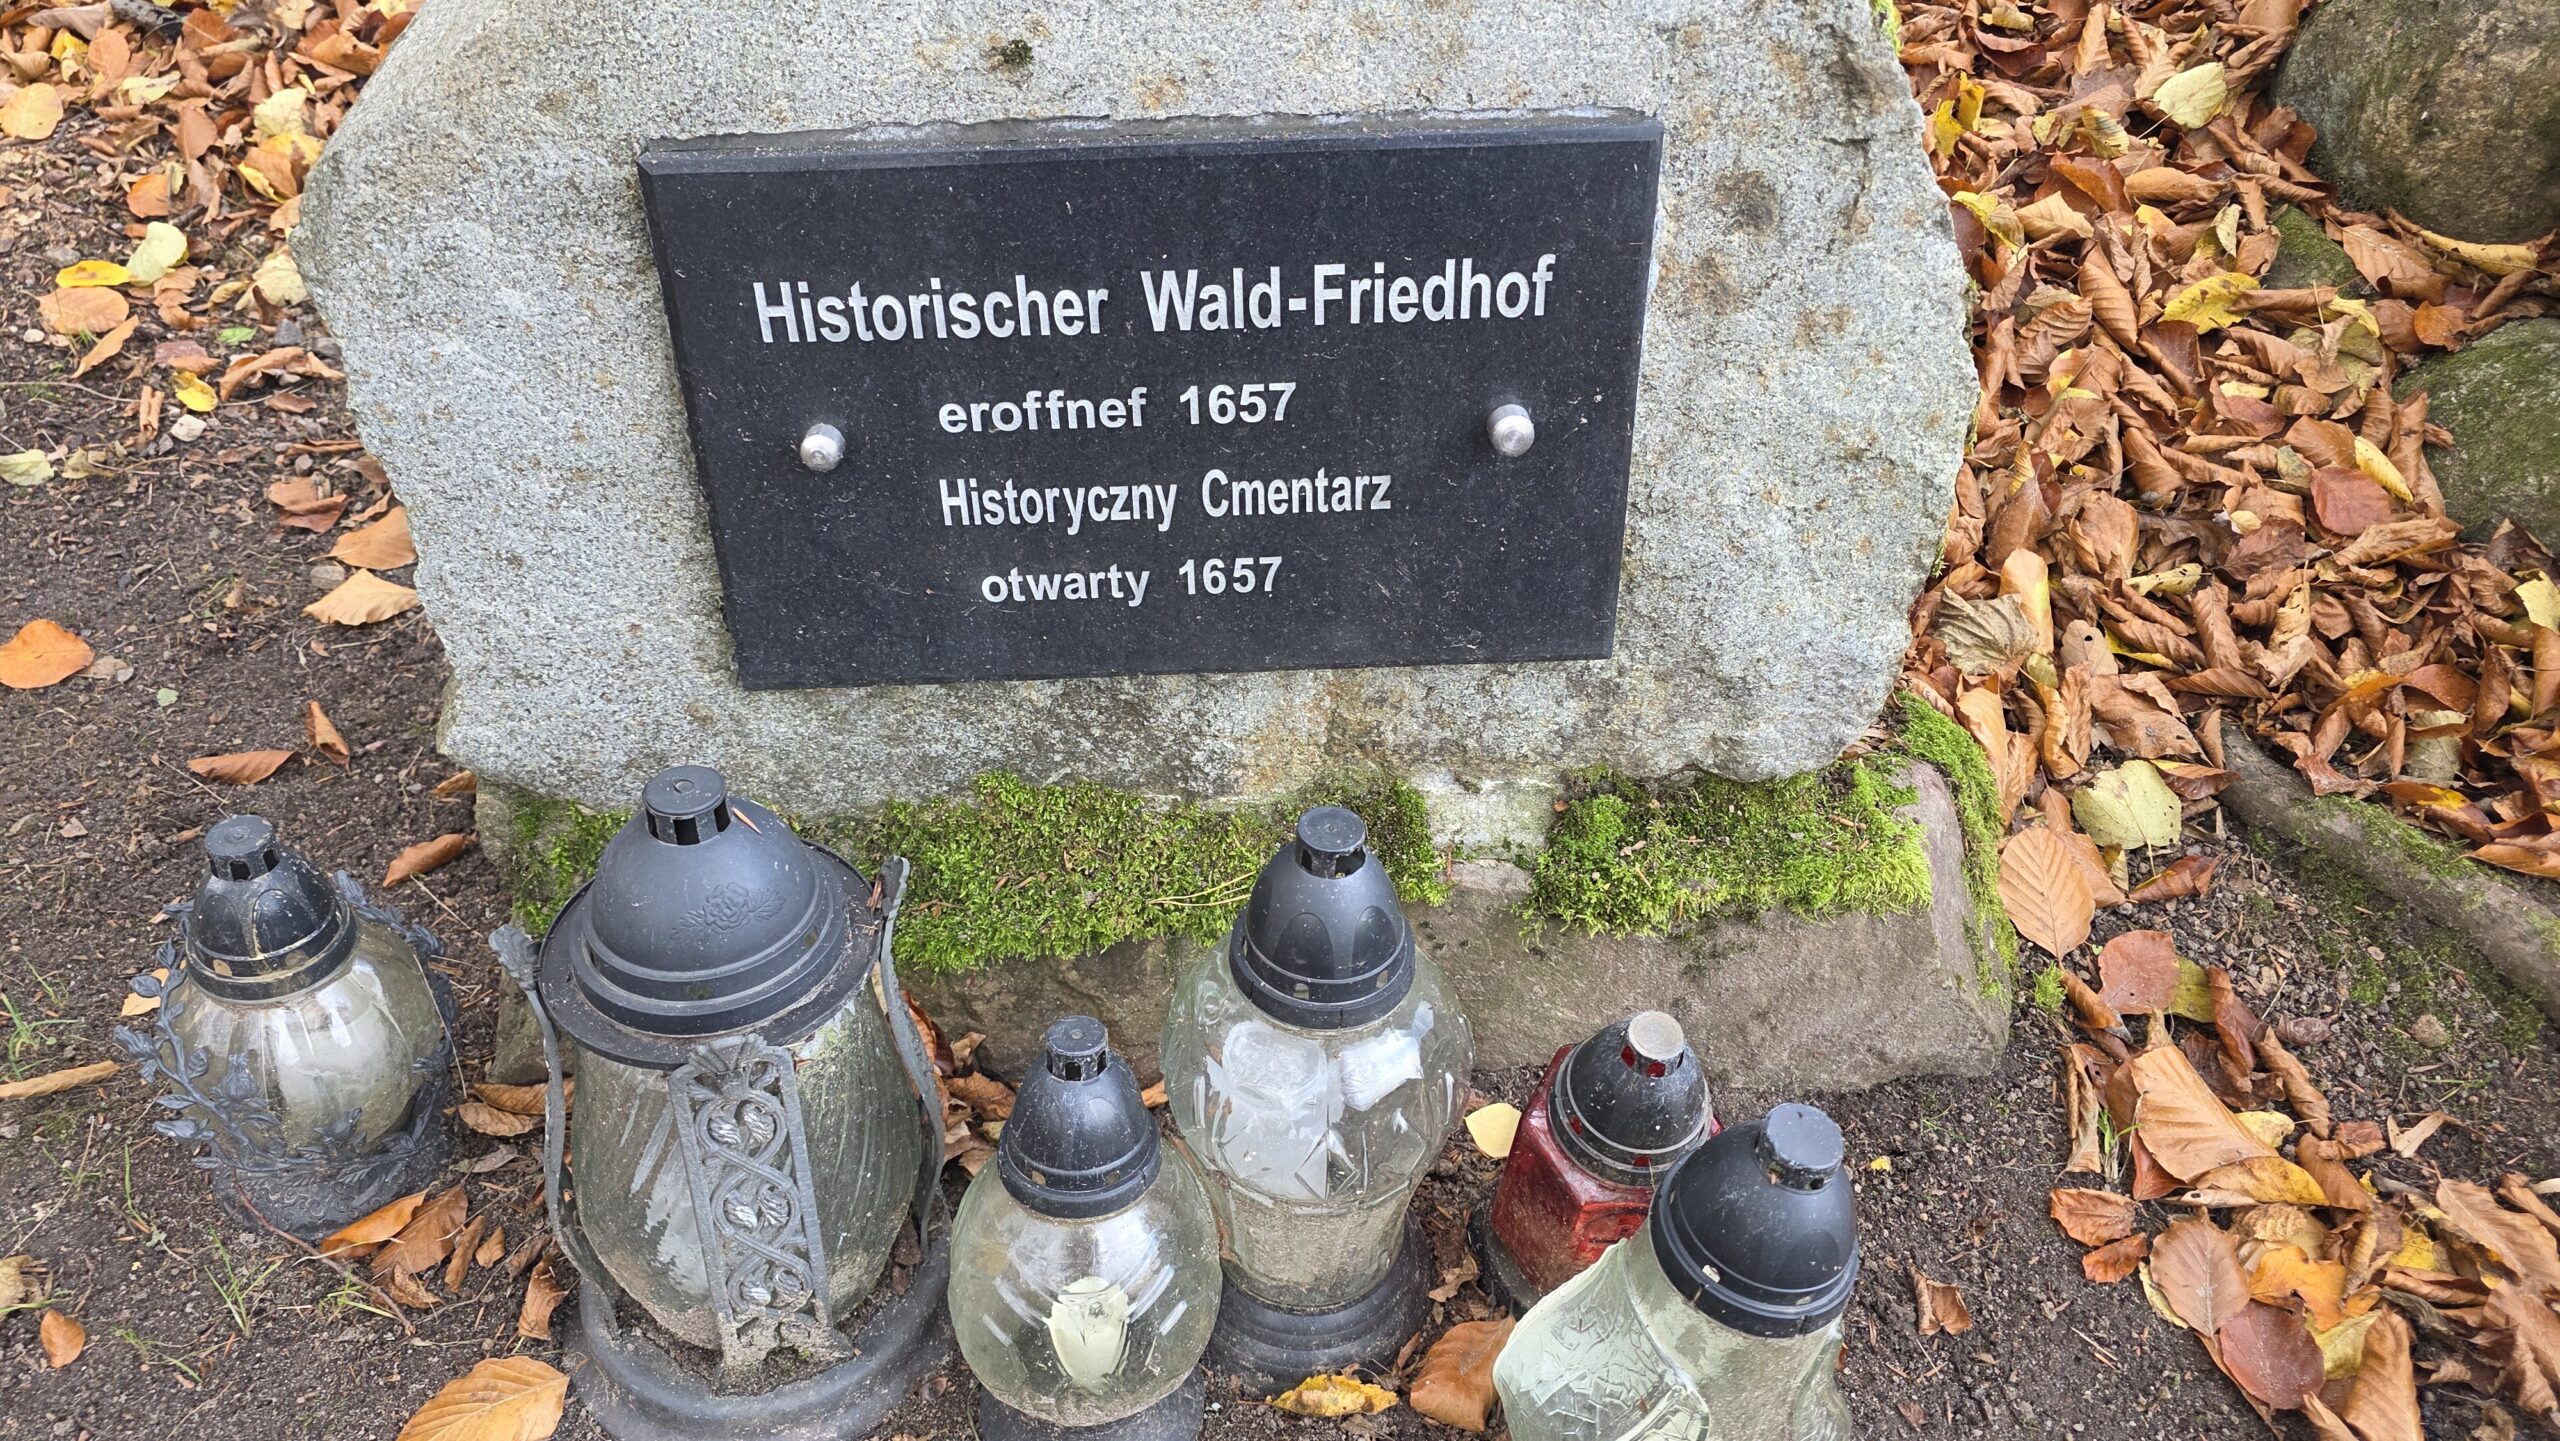 Historischer Wald-Friedhof
eroffnef 1657
Historyczny Cmentarz
otwarty 1657